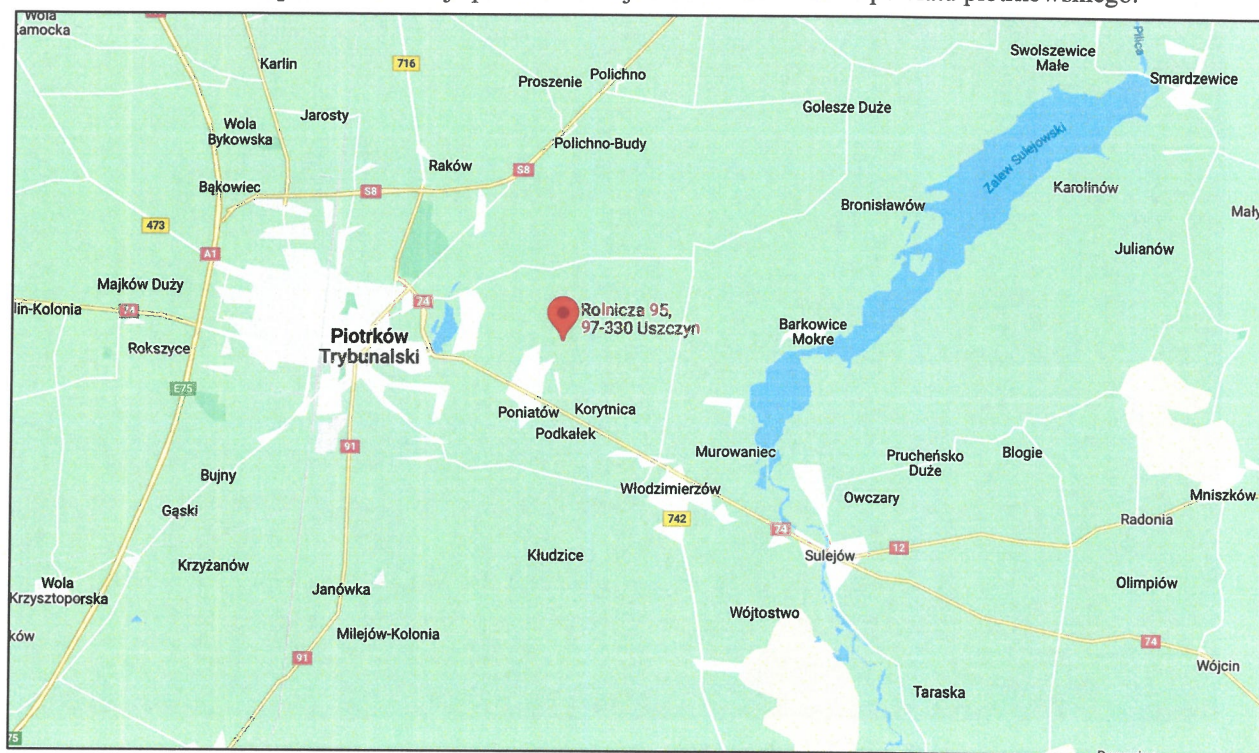 piotrkowskiego.
Wola
Kamocka
Karlin
716
Proszenie
Polichno
Swolszewice
Małe
Pilica
Smardzewice
Jarosty
Wola
Bykowska
Golesze Duże
Polichno-Budy
Zalew Sulejowski
Raków
S8
Bąkowiec
S8
Karolinów
Bronisławów
Mały
473
A1
Julianów
Majków Duży
74
lin-Kolonia
74
Rolnicza 95,
97-330 Uszczyn
Barkowice
Mokre
Piotrków
Trybunalski
Rokszyce
E75
Poniatów
Korytnica
Podkałek
91
Murowaniec
Prucheńsko
Duże
Blogie
Bujny
Włodzimierzów
Owczary
Mniszków
Gąski
742
74
Radonia
12
Sulejów
Kłudzice
Krzyżanów
Wola
Krzysztoporska
Janówka
Olimpiów
Wójtostwo
ków
Milejów-Kolonia
74
91
Wójcin
Taraska
75